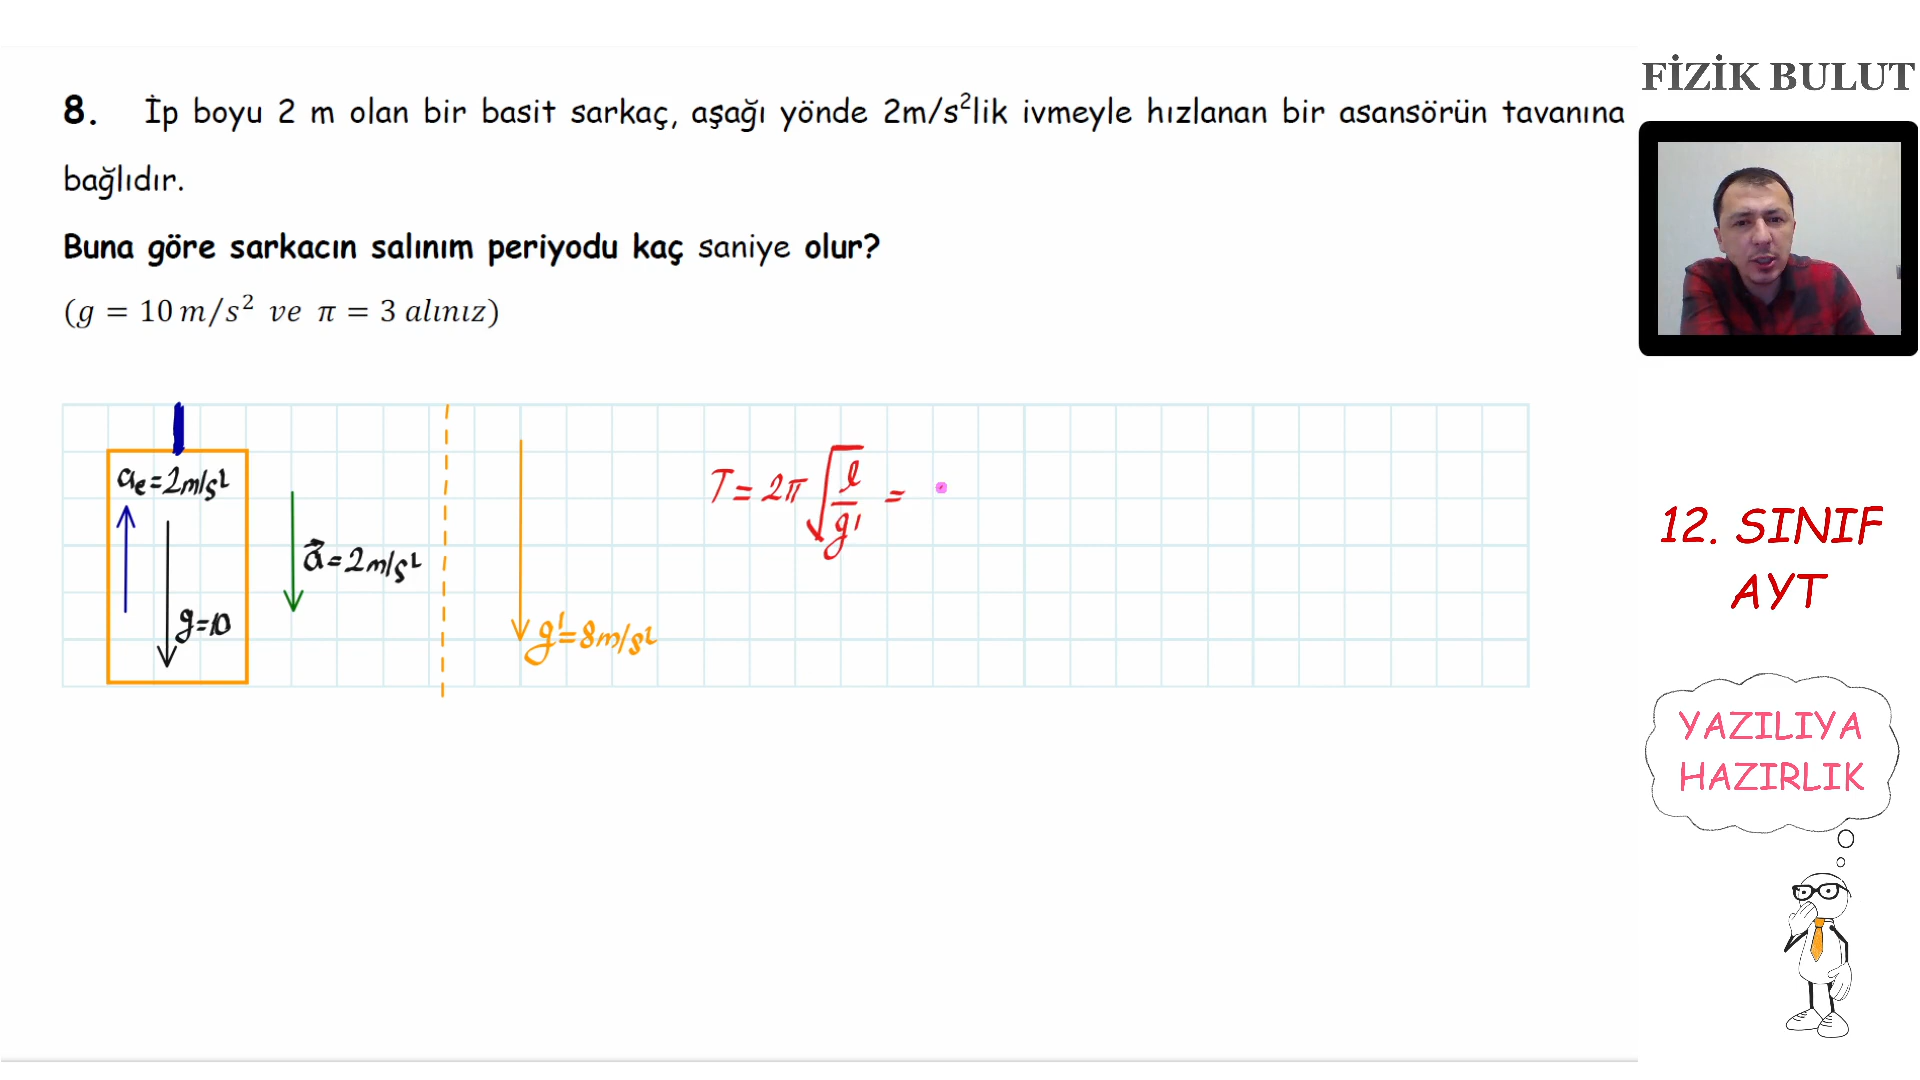 FİZİK BULUT
8. İp boyu 2 m olan bir basit sarkaç, aşağı yönde 2m/s²lik ivmeyle hızlanan bir asansörün tavanına
bağlıdır.
Buna göre sarkacın salınım periyodu kaç saniye olur?
(g = 10 m/s² ve π = 3 alınız)
aₑ=2m/s²
g=10
a⃗=2m/s²
g'=8m/s²
T=2π√(l/g') =
12. SINIF
AYT
YAZILIYA
HAZIRLIK